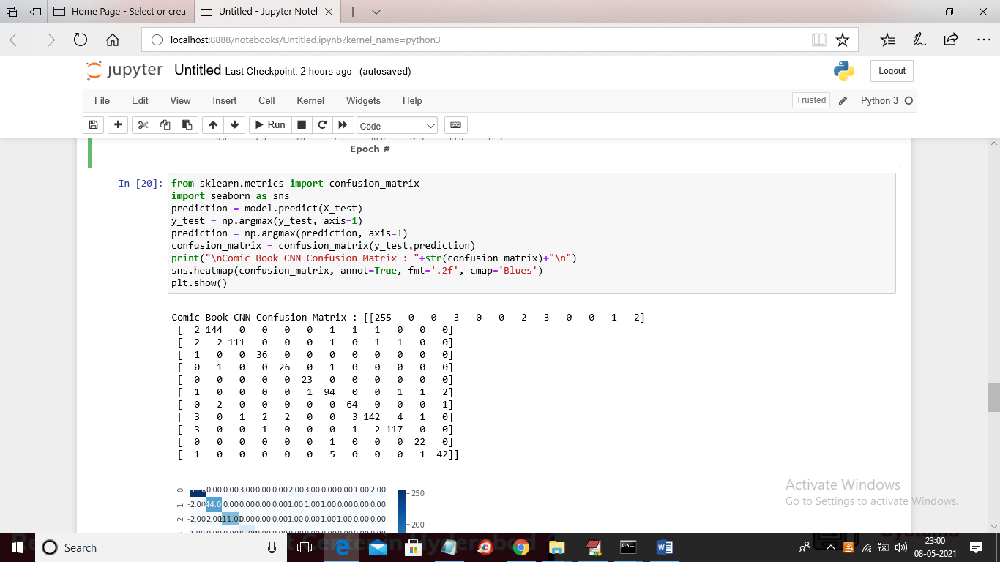 Home Page - Select or creat
Untitled - Jupyter Notel
localhost:8888/notebooks/Untitled.ipynb?kernel_name=python3
jupyter Untitled Last Checkpoint: 2 hours ago (autosaved)
Logout
File Edit View Insert Cell Kernel Widgets Help
Trusted Python 3
Run Code
0.0 2.5 5.0 7.5 10.0 12.5 15.0 17.5
Epoch #
In [20]:
from sklearn.metrics import confusion_matrix
import seaborn as sns
prediction = model.predict(X_test)
y_test = np.argmax(y_test, axis=1)
prediction = np.argmax(prediction, axis=1)
confusion_matrix = confusion_matrix(y_test,prediction)
print("\nComic Book CNN Confusion Matrix : "+str(confusion_matrix)+"\n")
sns.heatmap(confusion_matrix, annot=True, fmt='.2f', cmap='Blues')
plt.show()
Comic Book CNN Confusion Matrix : [[255 0 0 3 0 0 2 3 0 0 1 2]
[ 2 144 0 0 0 0 1 1 1 0 0 0]
[ 2 2 111 0 0 0 1 0 1 1 0 0]
[ 1 0 0 36 0 0 0 0 0 0 0 0]
[ 0 1 0 0 26 0 1 0 0 0 0 0]
[ 0 0 0 0 0 23 0 0 0 0 0 0]
[ 1 0 0 0 0 1 94 0 0 1 1 2]
[ 0 2 0 0 0 0 0 64 0 0 0 1]
[ 3 0 1 2 2 0 0 3 142 4 1 0]
[ 3 0 0 1 0 0 0 1 2 117 0 0]
[ 0 0 0 0 0 0 1 0 0 0 22 0]
[ 1 0 0 0 0 0 5 0 0 0 1 42]]
0 0.00 0.00 3.00 0.00 0.00 2.00 3.00 0.00 0.00 1.00 2.00
1 2.00 44.0 0.00 0.00 0.00 0.00 1.00 1.00 1.00 0.00 0.00 0.00
2 2.00 2.00 111.00 0.00 0.00 0.00 1.00 0.00 1.00 1.00 0.00 0.00
250
200
Activate Windows
Go to Settings to activate Windows.
Search
23:00
08-05-2021